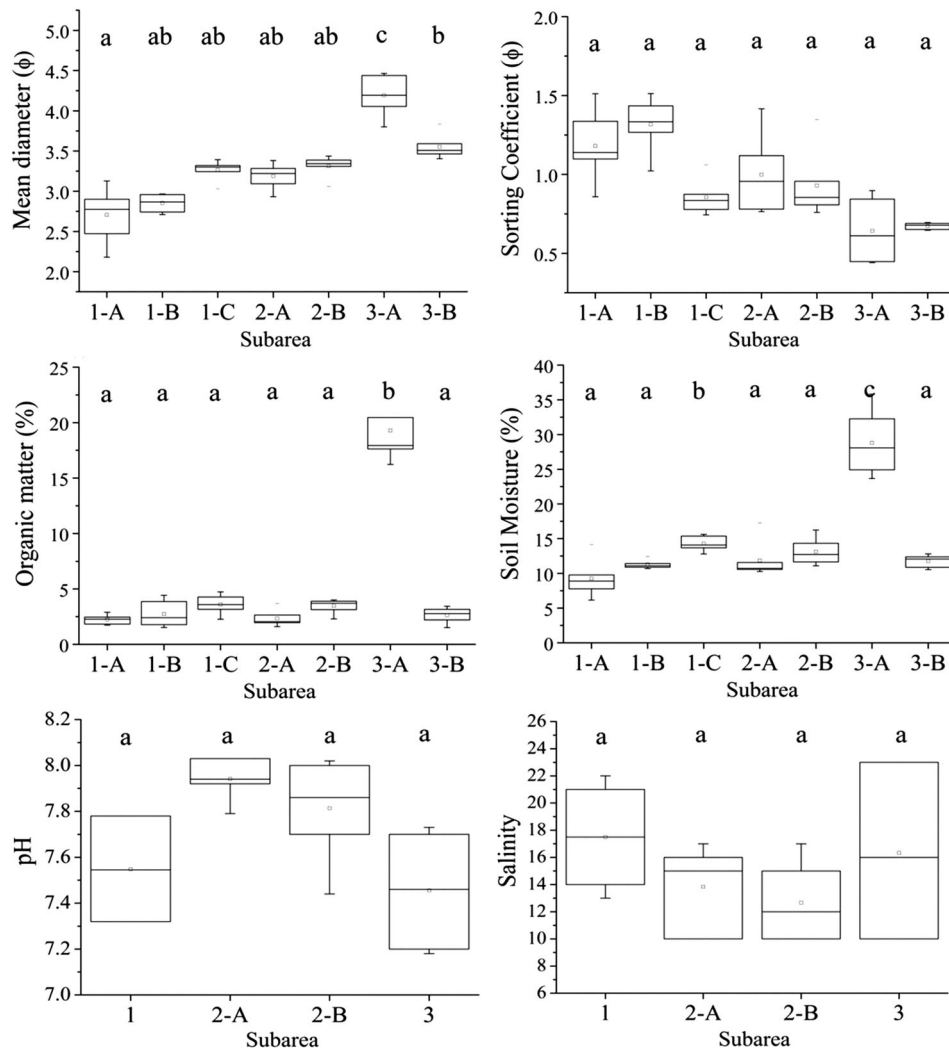 a ab ab ab ab c b
Mean diameter (ϕ)
4.5
4.0
3.5
3.0
2.5
2.0
1-A 1-B 1-C 2-A 2-B 3-A 3-B
Subarea
a a a a a a a
Sorting Coefficient (ϕ)
2.0
1.5
1.0
0.5
1-A 1-B 1-C 2-A 2-B 3-A 3-B
Subarea
a a a a a b a
Organic matter (%)
25
20
15
10
5
0
1-A 1-B 1-C 2-A 2-B 3-A 3-B
Subarea
a a b a a c a
Soil Moisture (%)
40
35
30
25
20
15
10
5
0
1-A 1-B 1-C 2-A 2-B 3-A 3-B
Subarea
a a a a
pH
8.2
8.0
7.8
7.6
7.4
7.2
7.0
1 2-A 2-B 3
Subarea
a a a a
Salinity
26
24
22
20
18
16
14
12
10
8
6
1 2-A 2-B 3
Subarea